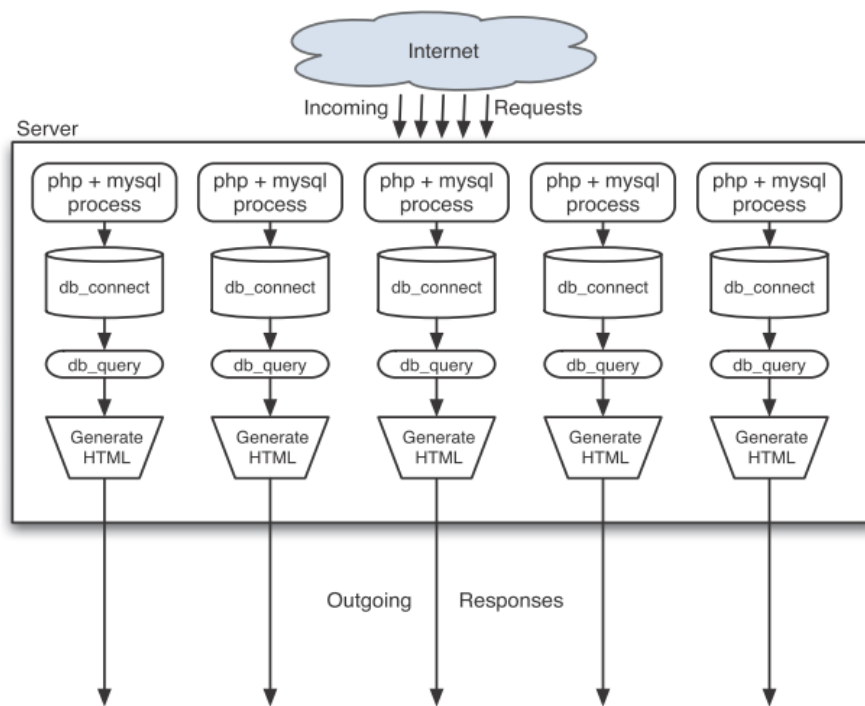 Internet
Incoming Requests
Server
php + mysql process
php + mysql process
php + mysql process
php + mysql process
php + mysql process
db_connect
db_connect
db_connect
db_connect
db_connect
db_query
db_query
db_query
db_query
db_query
Generate HTML
Generate HTML
Generate HTML
Generate HTML
Generate HTML
Outgoing Responses